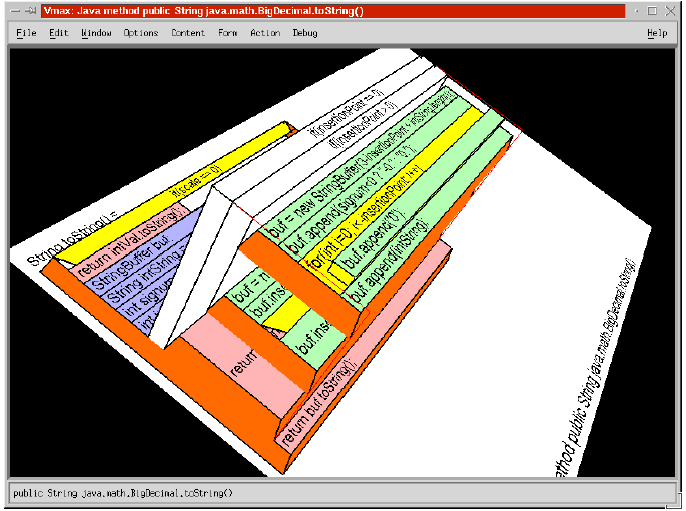 Vmax: Java method public String java.math.BigDecimal.toString()
File Edit Window Options Content Form Action Debug Help
String toString() =
if(scale == 0)
return intVal.toString();
StringBuffer buf
String intString =
int signum
int
if(insertionPoint == 0)
if(insertionPoint > 0)
buf = new StringBuffer(3-insertionPoint + intString.length());
buf.append(signum<0 ? "-0." : "0.");
for(int i=0; i<-insertionPoint; i++)
buf.append('0');
buf.append(intString);
buf = n
buf.inse
buf.inse
return
return buf.toString();
ethod public String java.math.BigDecimal.toString()
public String java.math.BigDecimal.toString()